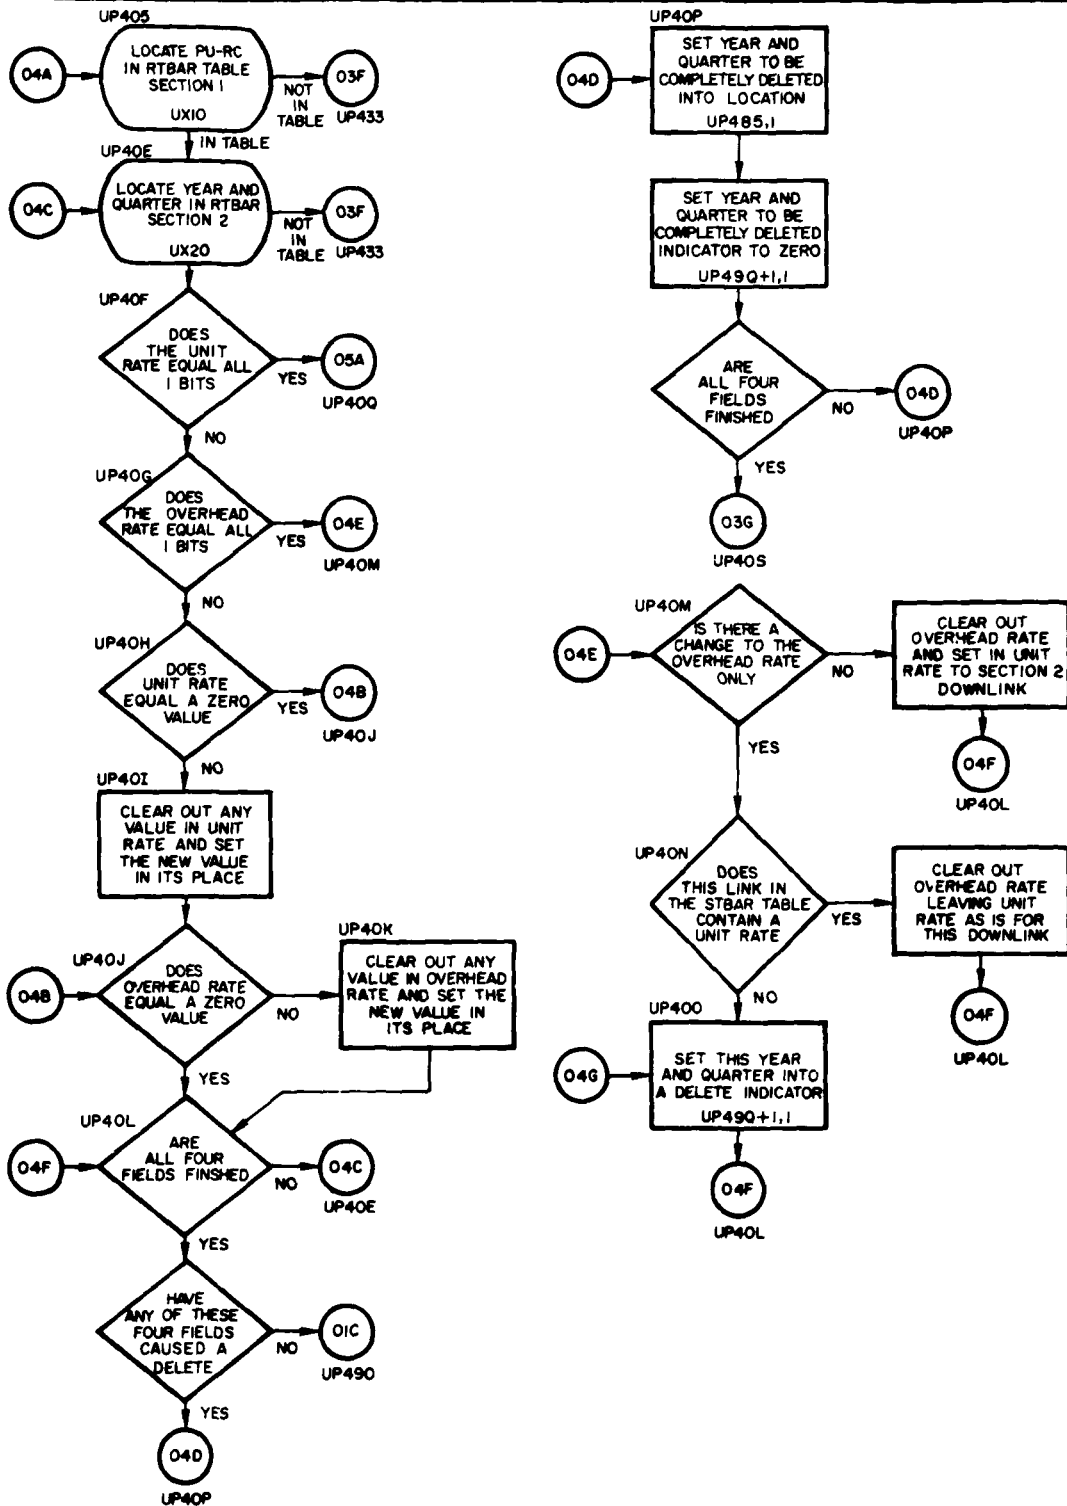 UP405
04A
LOCATE PU-RC
IN RTBAR TABLE
SECTION 1
UX10
NOT
IN
TABLE
03F
UP433
IN TABLE
UP40E
04C
LOCATE YEAR AND
QUARTER IN RTBAR
SECTION 2
UX20
NOT
IN
TABLE
03F
UP433
UP40F
DOES
THE UNIT
RATE EQUAL ALL
1 BITS
YES
05A
UP40Q
NO
UP40G
DOES
THE OVERHEAD
RATE EQUAL ALL
1 BITS
YES
04E
UP40M
NO
UP40H
DOES
UNIT RATE
EQUAL A ZERO
VALUE
YES
04B
UP40J
NO
UP40I
CLEAR OUT ANY
VALUE IN UNIT
RATE AND SET
THE NEW VALUE
IN ITS PLACE
UP40J
04B
DOES
OVERHEAD RATE
EQUAL A ZERO
VALUE
NO
UP40K
CLEAR OUT ANY
VALUE IN OVERHEAD
RATE AND SET THE
NEW VALUE IN
ITS PLACE
YES
UP40L
04F
ARE
ALL FOUR
FIELDS FINSHED
NO
04C
UP40E
YES
HAVE
ANY OF THESE
FOUR FIELDS
CAUSED A
DELETE
NO
01C
UP490
YES
04D
UP40P
UP40P
04D
SET YEAR AND
QUARTER TO BE
COMPLETELY DELETED
INTO LOCATION
UP485,1
SET YEAR AND
QUARTER TO BE
COMPLETELY DELETED
INDICATOR TO ZERO
UP49Q+1,1
ARE
ALL FOUR
FIELDS
FINISHED
NO
04D
UP40P
YES
03G
UP40S
UP40M
04E
IS THERE A
CHANGE TO THE
OVERHEAD RATE
ONLY
NO
CLEAR OUT
OVERHEAD RATE
AND SET IN UNIT
RATE TO SECTION 2
DOWNLINK
04F
UP40L
YES
UP40N
DOES
THIS LINK IN
THE STBAR TABLE
CONTAIN A
UNIT RATE
YES
CLEAR OUT
OVERHEAD RATE
LEAVING UNIT
RATE AS IS FOR
THIS DOWNLINK
04F
UP40L
NO
UP40O
04G
SET THIS YEAR
AND QUARTER INTO
A DELETE INDICATOR
UP49Q+1,1
04F
UP40L